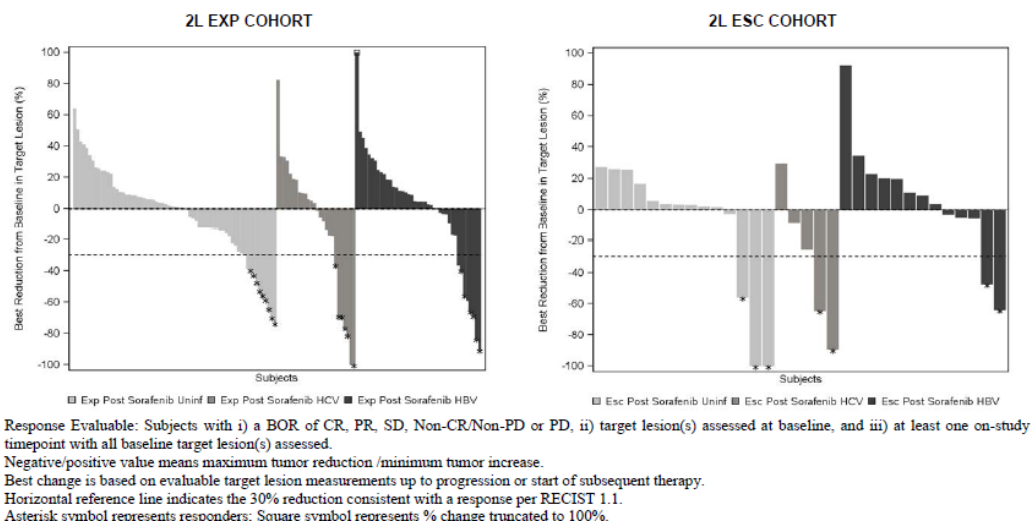 2L EXP COHORT
2L ESC COHORT
Best Reduction from Baseline in Target Lesion (%)
100
80
60
40
20
0
-20
-40
-60
-80
-100
Subjects
Exp Post Sorafenib Uninf Exp Post Sorafenib HCV Exp Post Sorafenib HBV
Best Reduction from Baseline in Target Lesion (%)
100
80
60
40
20
0
-20
-40
-60
-80
-100
Subjects
Esc Post Sorafenib Uninf Esc Post Sorafenib HCV Esc Post Sorafenib HBV
Response Evaluable: Subjects with i) a BOR of CR, PR, SD, Non-CR/Non-PD or PD, ii) target lesion(s) assessed at baseline, and iii) at least one on-study
timepoint with all baseline target lesion(s) assessed.
Negative/positive value means maximum tumor reduction /minimum tumor increase.
Best change is based on evaluable target lesion measurements up to progression or start of subsequent therapy.
Horizontal reference line indicates the 30% reduction consistent with a response per RECIST 1.1.
Asterisk symbol represents responders; Square symbol represents % change truncated to 100%.